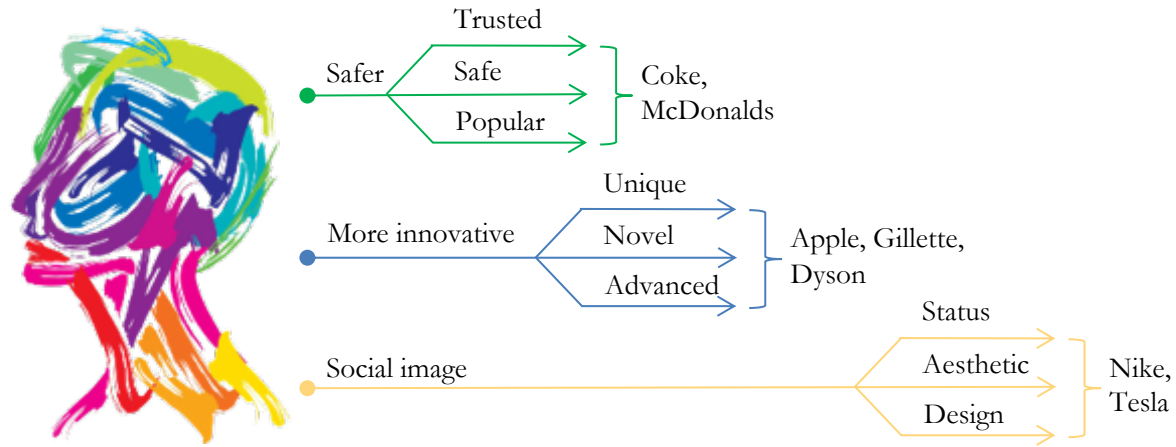 Trusted
Safer
Safe
Popular
Coke,
McDonalds
Unique
More innovative
Novel
Advanced
Apple, Gillette,
Dyson
Status
Social image
Aesthetic
Design
Nike,
Tesla